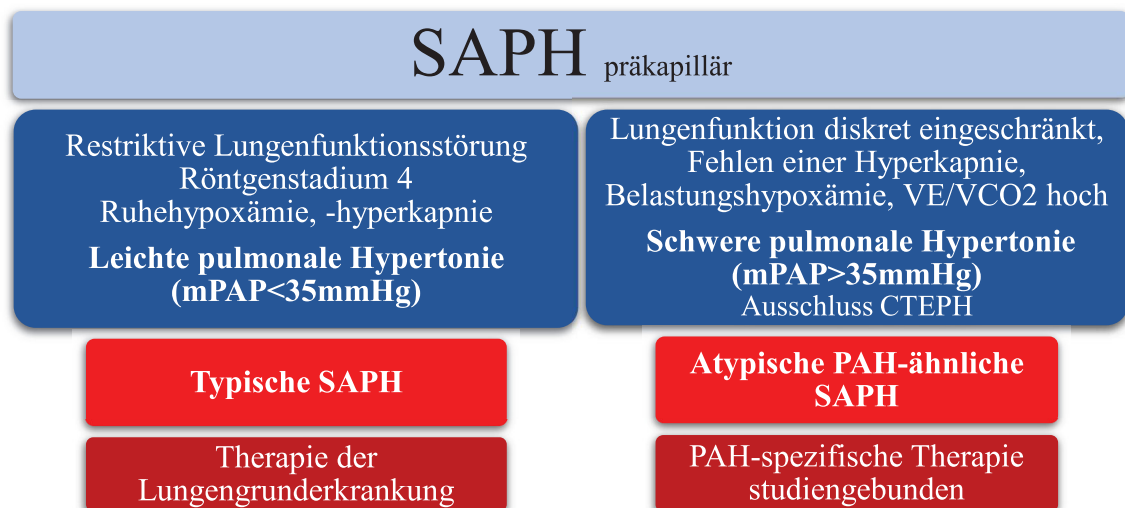 SAPH präkapillär
Restriktive Lungenfunktionsstörung
Röntgenstadium 4
Ruhehypoxämie, -hyperkapnie
Leichte pulmonale Hypertonie
(mPAP<35mmHg)
Lungenfunktion diskret eingeschränkt,
Fehlen einer Hyperkapnie,
Belastungshypoxämie, VE/VCO2 hoch
Schwere pulmonale Hypertonie
(mPAP>35mmHg)
Ausschluss CTEPH
Typische SAPH
Atypische PAH-ähnliche
SAPH
Therapie der
Lungengrunderkrankung
PAH-spezifische Therapie
studiengebunden